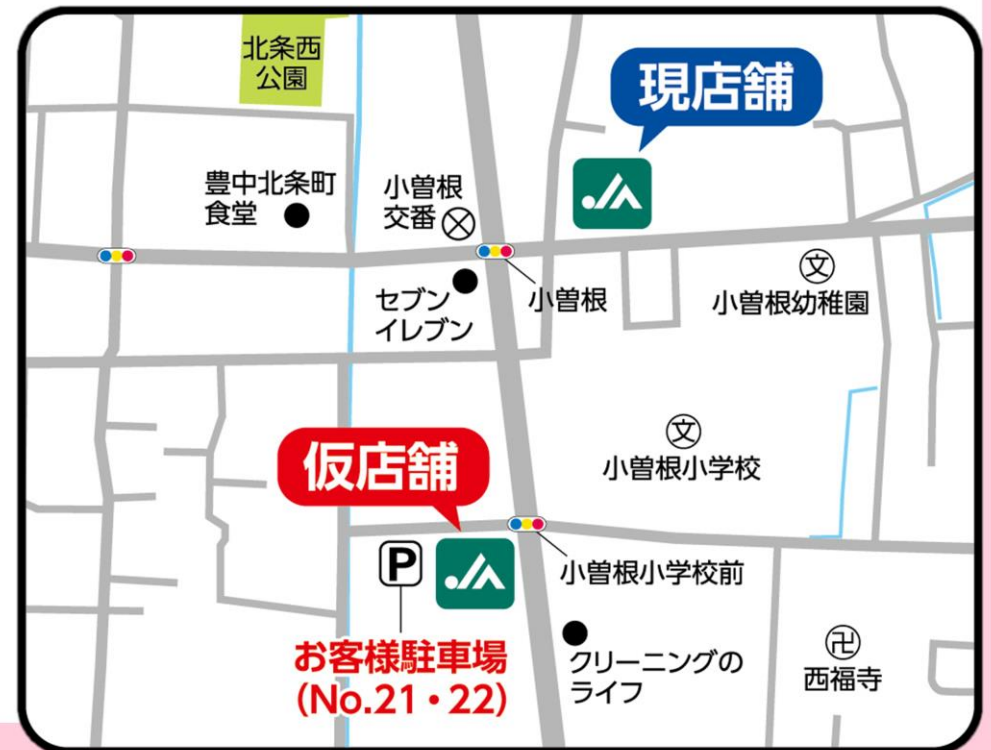 北条西
公園
現店舗
豊中北条町
食堂
小曽根
交番
JA
セブン
イレブン
小曽根
文
小曽根幼稚園
文
小曽根小学校
仮店舗
P
JA
小曽根小学校前
お客様駐車場
(No.21・22)
クリーニングの
ライフ
卍
西福寺